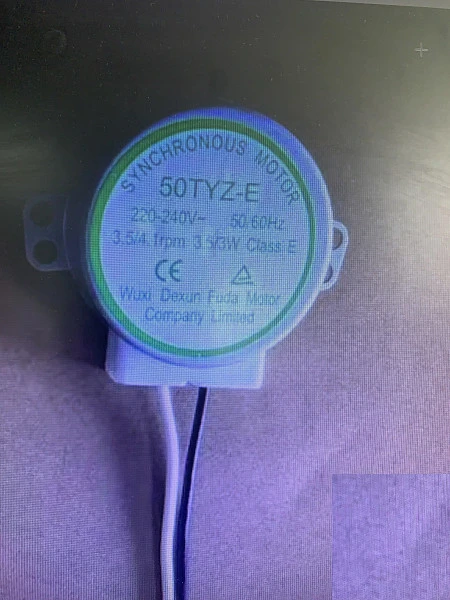 SYNCHRONOUS MOTOR
50TYZ-E
220-240V~ 50/60Hz
3.5/4.1rpm 3.5/3W Class E
CE
Wuxi Dexun Fuda Motor
Company Limited